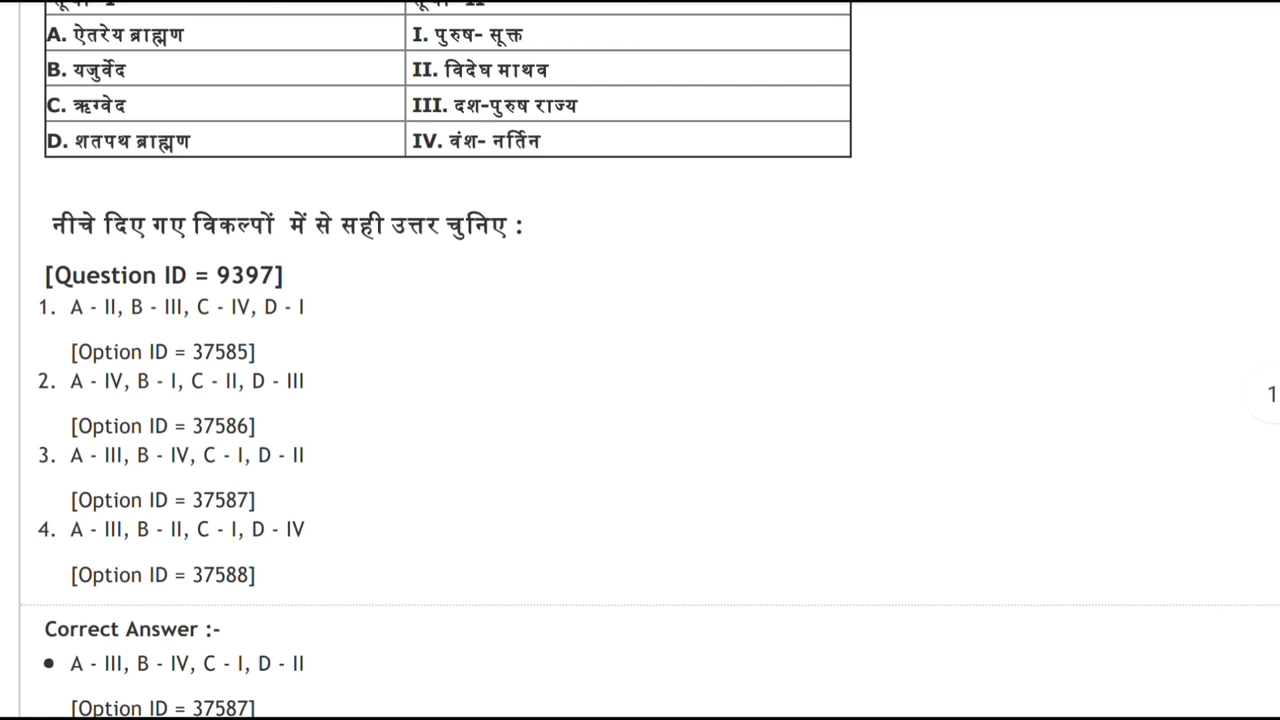 A. ऐतरेय ब्राह्मण I. पुरुष- सूक्त
B. यजुर्वेद II. विदेघ माथव
C. ऋग्वेद III. दश-पुरुष राज्य
D. शतपथ ब्राह्मण IV. वंश- नर्तिन
नीचे दिए गए विकल्पों में से सही उत्तर चुनिए :
[Question ID = 9397]
1. A - II, B - III, C - IV, D - I
[Option ID = 37585]
2. A - IV, B - I, C - II, D - III
[Option ID = 37586]
3. A - III, B - IV, C - I, D - II
[Option ID = 37587]
4. A - III, B - II, C - I, D - IV
[Option ID = 37588]
Correct Answer :-
• A - III, B - IV, C - I, D - II
[Option ID = 37587]
1